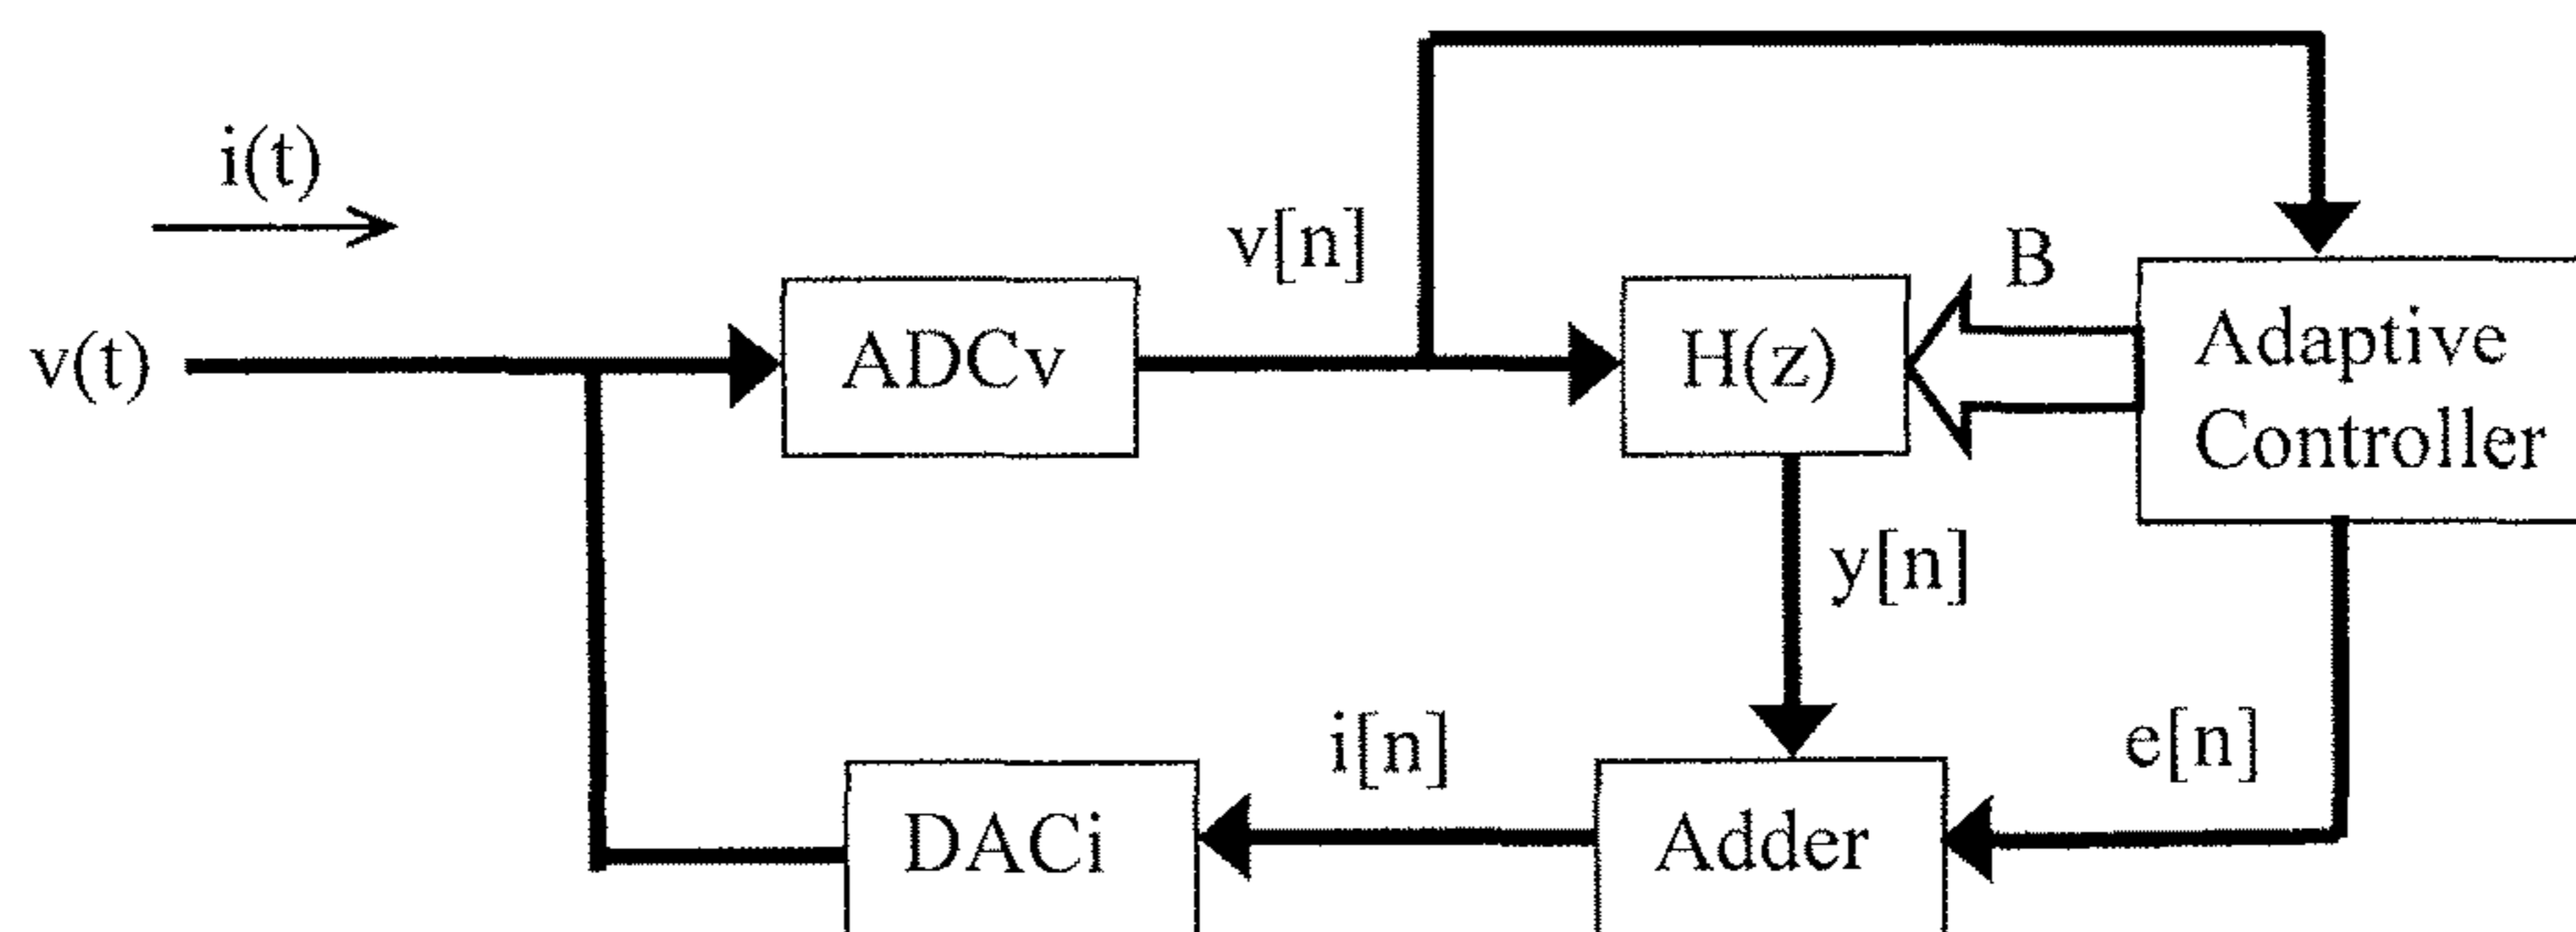 i(t)
v[n]
B
v(t)
ADCv
H(z)
Adaptive
Controller
y[n]
i[n]
e[n]
DACi
Adder